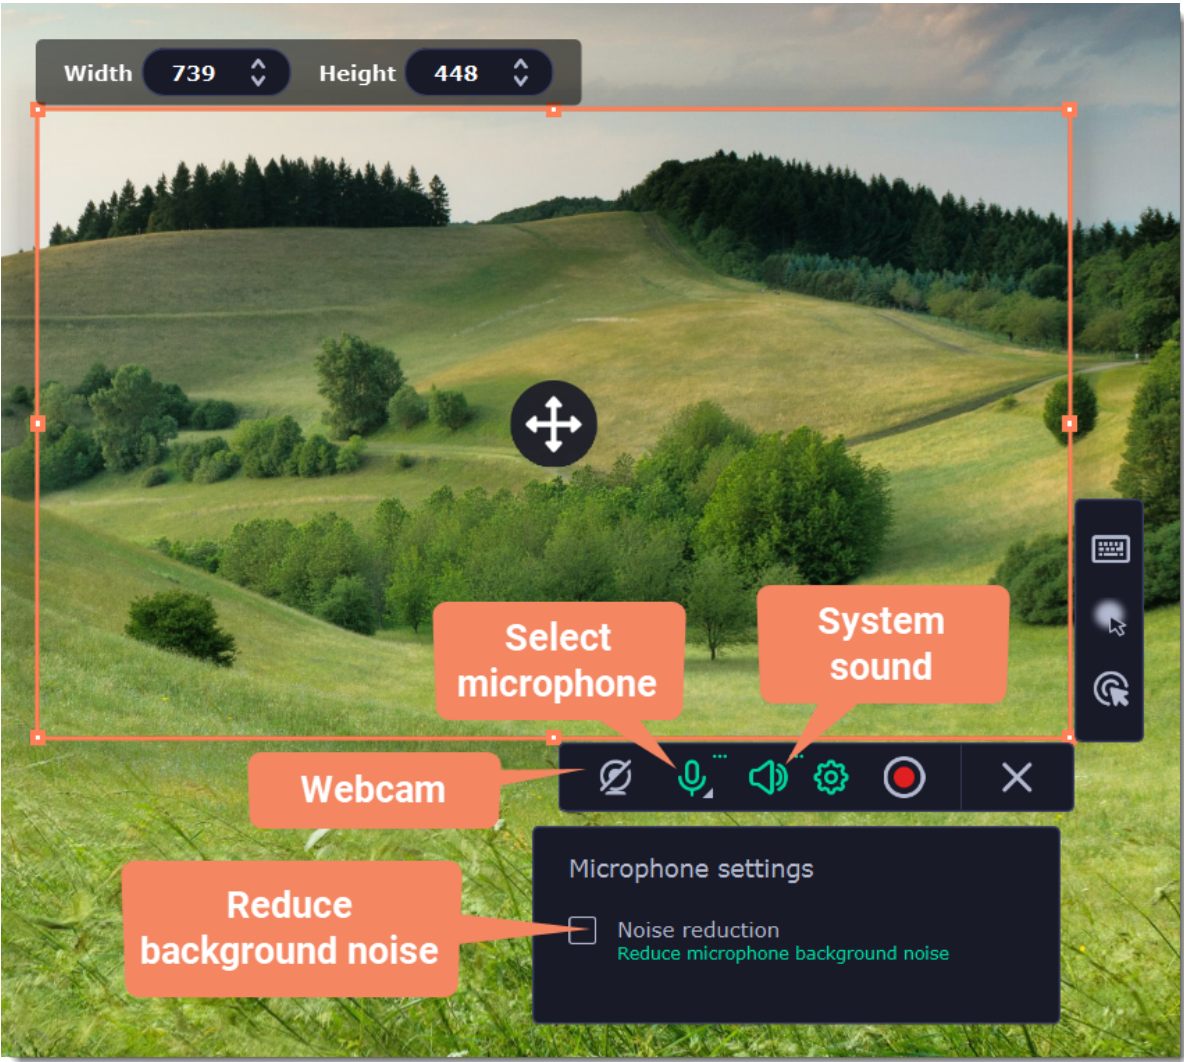 Width 739 Height 448
Select
microphone
System
sound
Webcam
Microphone settings
Reduce
background noise
Noise reduction
Reduce microphone background noise